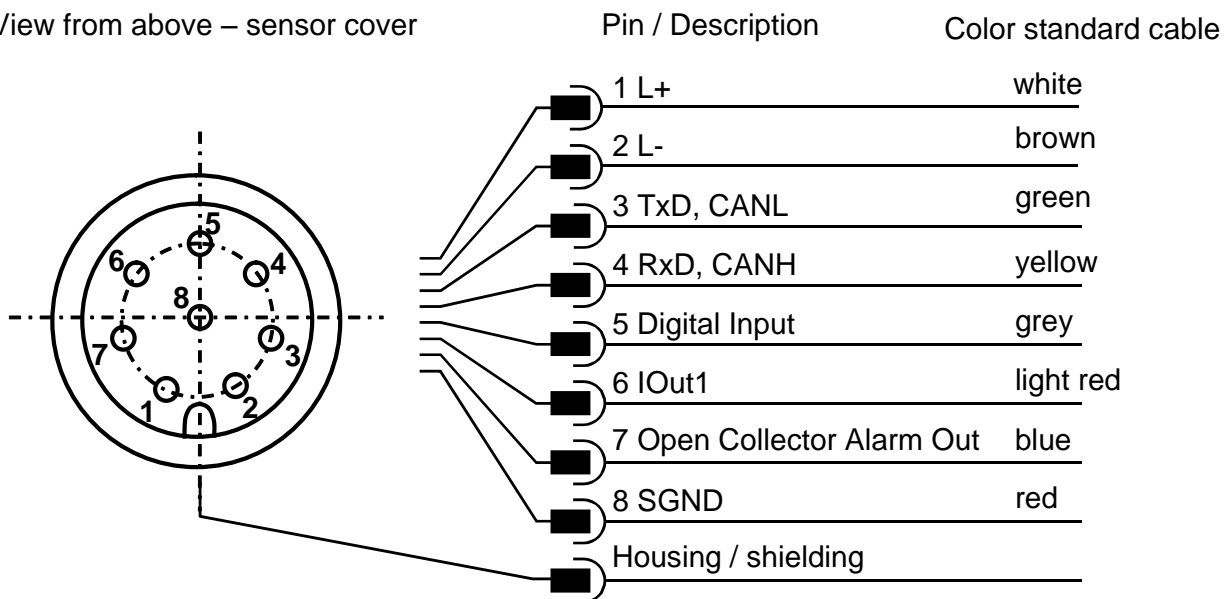 View from above – sensor cover
Pin / Description
Color standard cable
1 L+ white
2 L- brown
3 TxD, CANL green
4 RxD, CANH yellow
5 Digital Input grey
6 IOut1 light red
7 Open Collector Alarm Out blue
8 SGND red
Housing / shielding
5
6 4
8
7 3
1 2